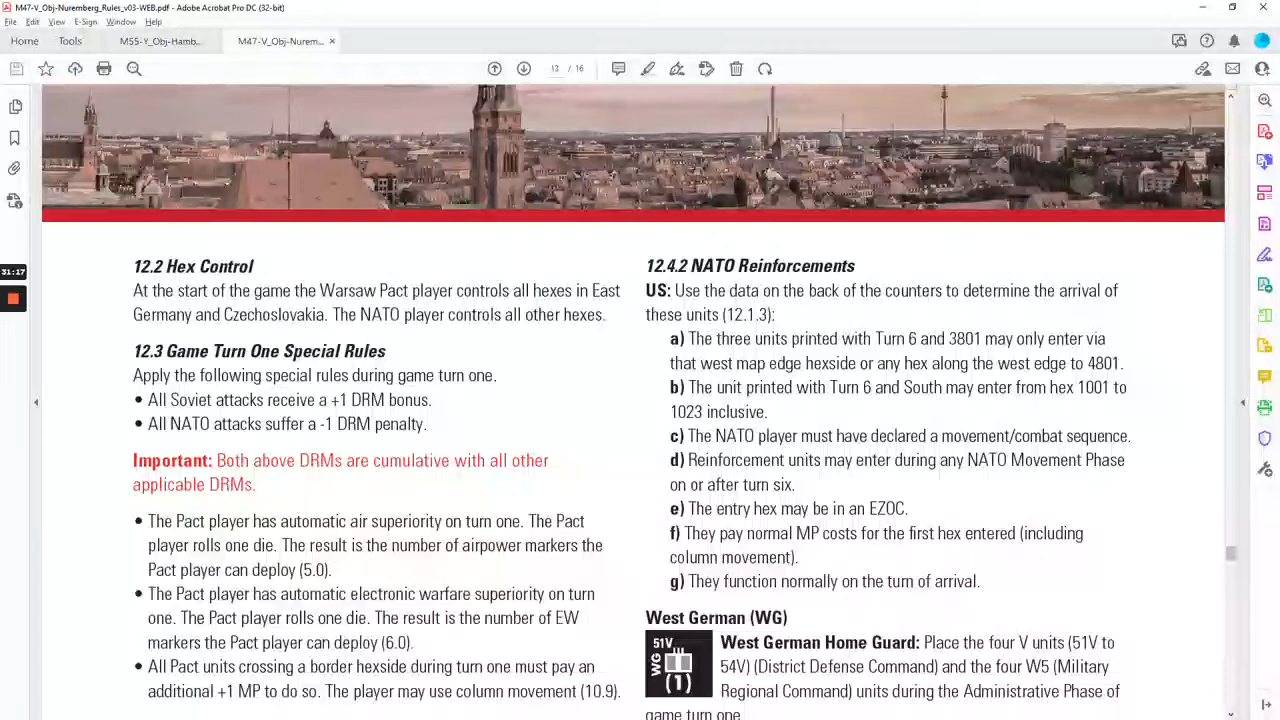 M47-V_Obj-Nuremberg_Rules_v03-WEB.pdf - Adobe Acrobat Pro DC (32-bit)
File Edit View E-Sign Window Help
Home Tools M55-Y_Obj-Hamb... M47-V_Obj-Nurem... ×
13 / 16
31:17
12.2 Hex Control
At the start of the game the Warsaw Pact player controls all hexes in East
Germany and Czechoslovakia. The NATO player controls all other hexes.
12.3 Game Turn One Special Rules
Apply the following special rules during game turn one.
• All Soviet attacks receive a +1 DRM bonus.
• All NATO attacks suffer a -1 DRM penalty.
Important: Both above DRMs are cumulative with all other
applicable DRMs.
• The Pact player has automatic air superiority on turn one. The Pact
player rolls one die. The result is the number of airpower markers the
Pact player can deploy (5.0).
• The Pact player has automatic electronic warfare superiority on turn
one. The Pact player rolls one die. The result is the number of EW
markers the Pact player can deploy (6.0).
• All Pact units crossing a border hexside during turn one must pay an
additional +1 MP to do so. The player may use column movement (10.9).
12.4.2 NATO Reinforcements
US: Use the data on the back of the counters to determine the arrival of
these units (12.1.3):
a) The three units printed with Turn 6 and 3801 may only enter via
that west map edge hexside or any hex along the west edge to 4801.
b) The unit printed with Turn 6 and South may enter from hex 1001 to
1023 inclusive.
c) The NATO player must have declared a movement/combat sequence.
d) Reinforcement units may enter during any NATO Movement Phase
on or after turn six.
e) The entry hex may be in an EZOC.
f) They pay normal MP costs for the first hex entered (including
column movement).
g) They function normally on the turn of arrival.
West German (WG)
51V
WG
(1)
West German Home Guard: Place the four V units (51V to
54V) (District Defense Command) and the four W5 (Military
Regional Command) units during the Administrative Phase of
game turn one